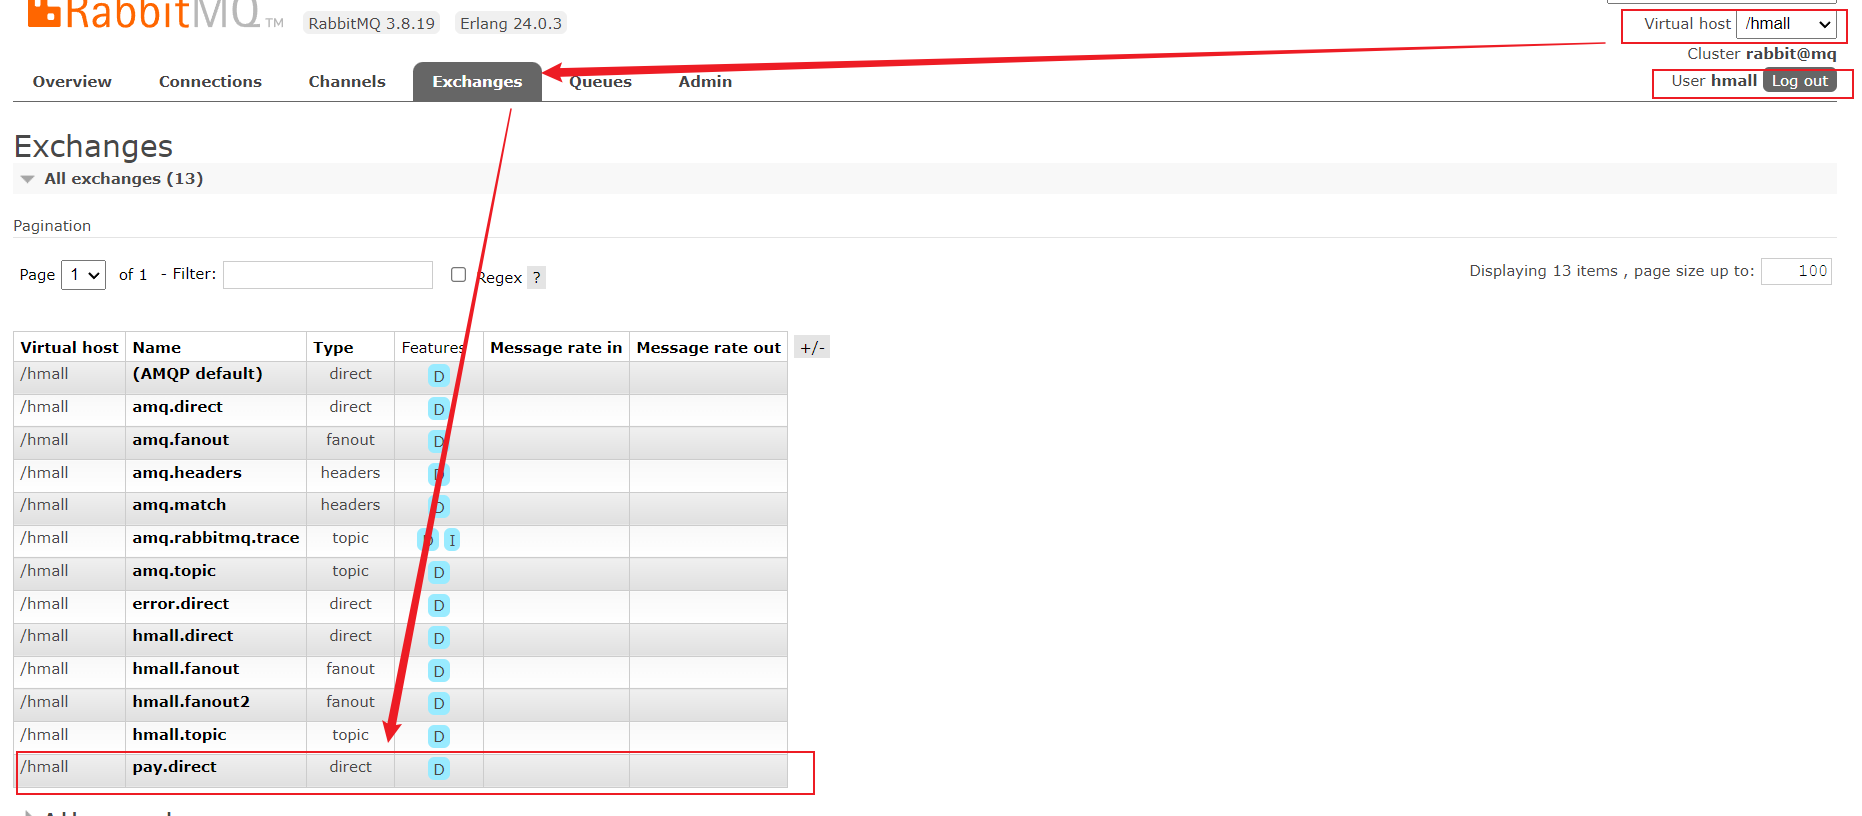 RabbitMQ TM RabbitMQ 3.8.19 Erlang 24.0.3
Virtual host /hmall
Cluster rabbit@mq
User hmall Log out
Overview Connections Channels Exchanges Queues Admin
Exchanges
All exchanges (13)
Pagination
Page 1 of 1 - Filter: Regex ? Displaying 13 items , page size up to: 100
Virtual host Name Type Features Message rate in Message rate out +/-
/hmall (AMQP default) direct D
/hmall amq.direct direct D
/hmall amq.fanout fanout D
/hmall amq.headers headers D
/hmall amq.match headers D
/hmall amq.rabbitmq.trace topic D I
/hmall amq.topic topic D
/hmall error.direct direct D
/hmall hmall.direct direct D
/hmall hmall.fanout fanout D
/hmall hmall.fanout2 fanout D
/hmall hmall.topic topic D
/hmall pay.direct direct D